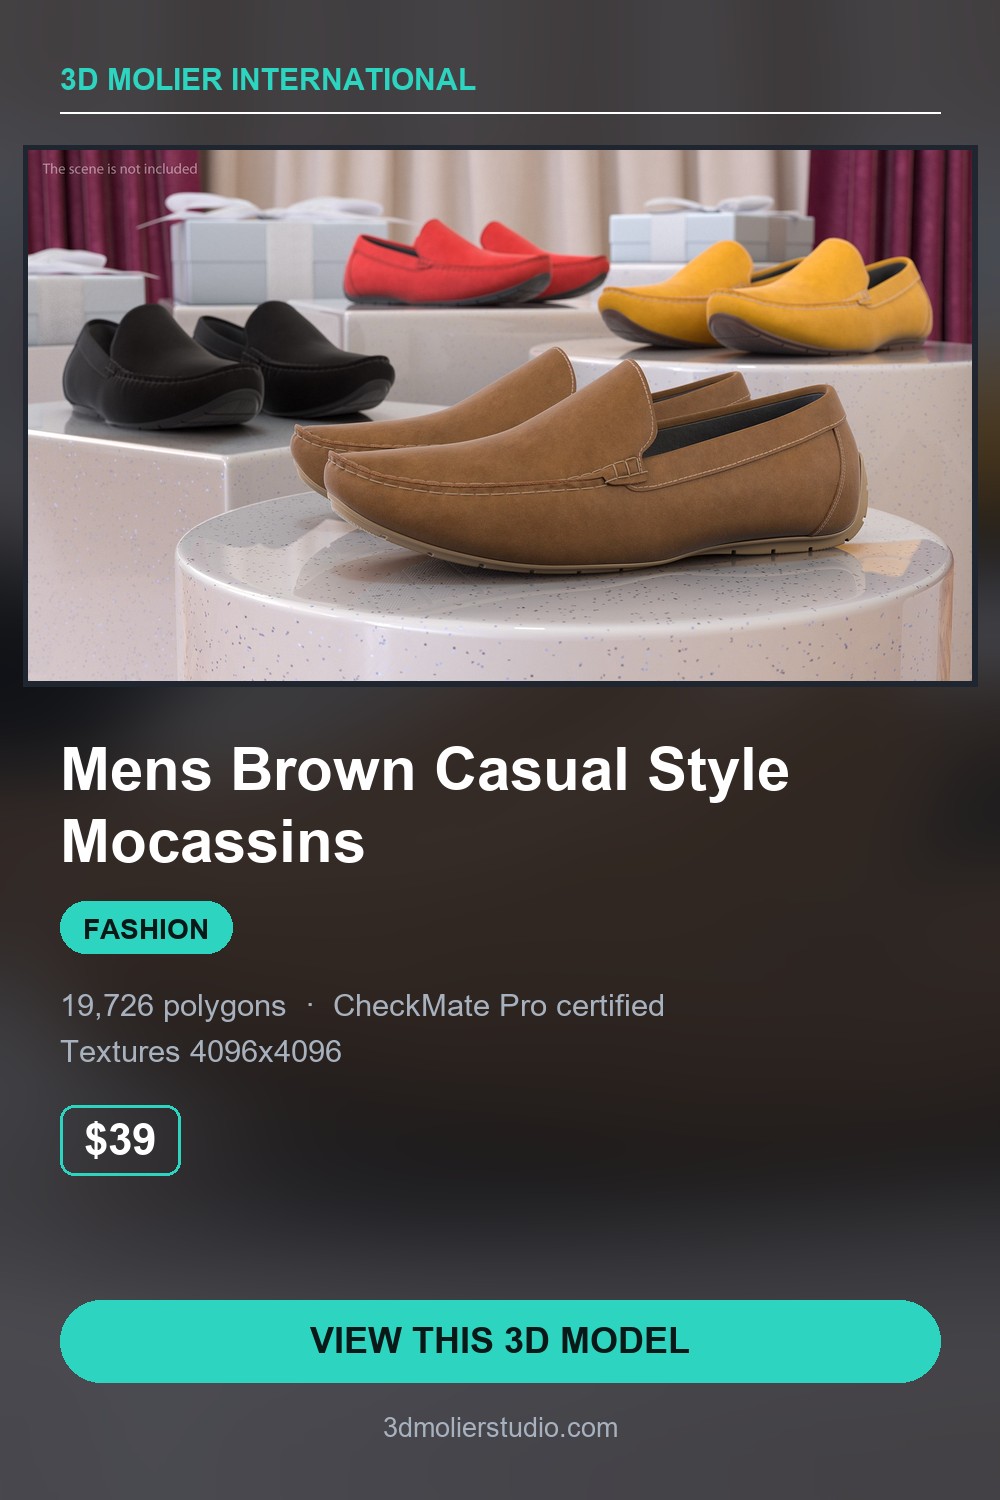 3D MOLIER INTERNATIONAL
The scene is not included
Mens Brown Casual Style
Mocassins
FASHION
19,726 polygons · CheckMate Pro certified
Textures 4096x4096
$39
VIEW THIS 3D MODEL
3dmolierstudio.com